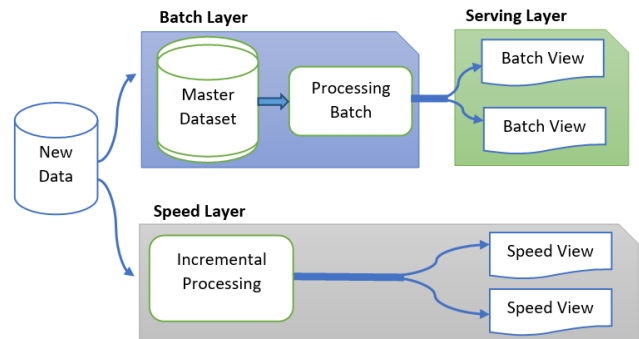 Batch Layer
Serving Layer
Master
Dataset
Processing
Batch
Batch View
Batch View
New
Data
Speed Layer
Incremental
Processing
Speed View
Speed View